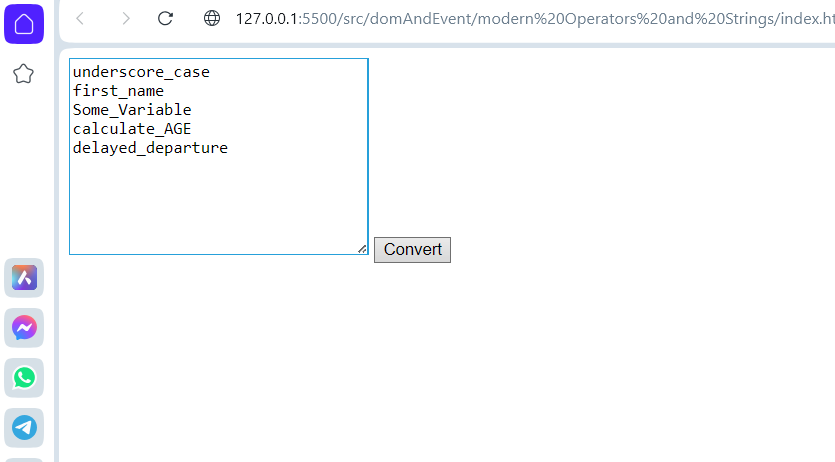 127.0.0.1:5500/src/domAndEvent/modern%20Operators%20and%20Strings/index.ht
underscore_case
first_name
Some_Variable
calculate_AGE
delayed_departure
Convert